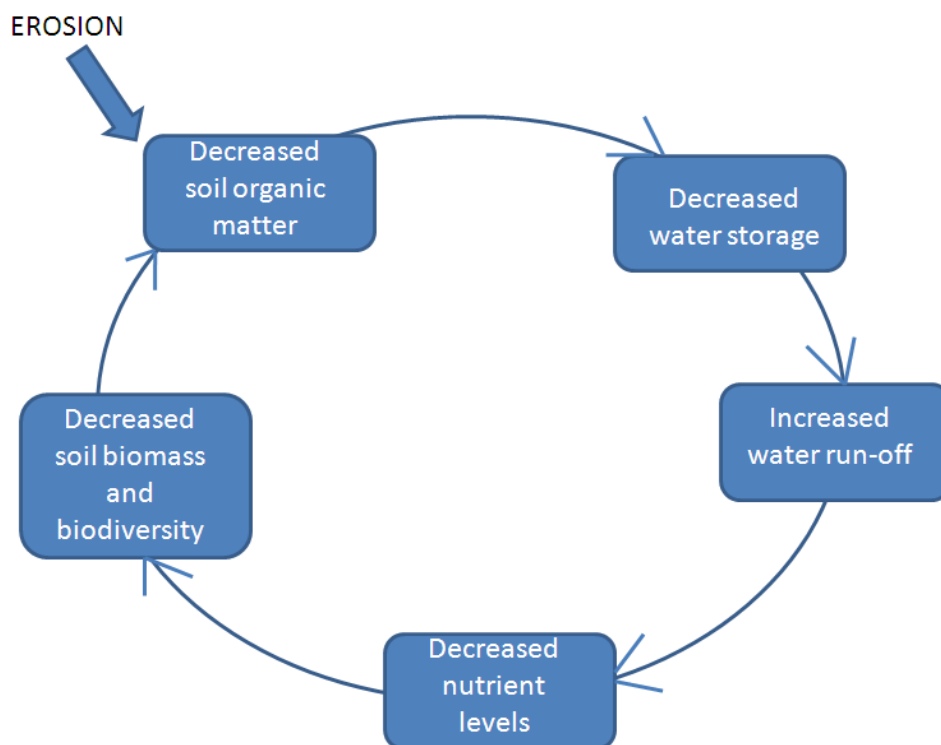 EROSION
Decreased
soil organic
matter
Decreased
water storage
Increased
water run-off
Decreased
nutrient
levels
Decreased
soil biomass
and
biodiversity